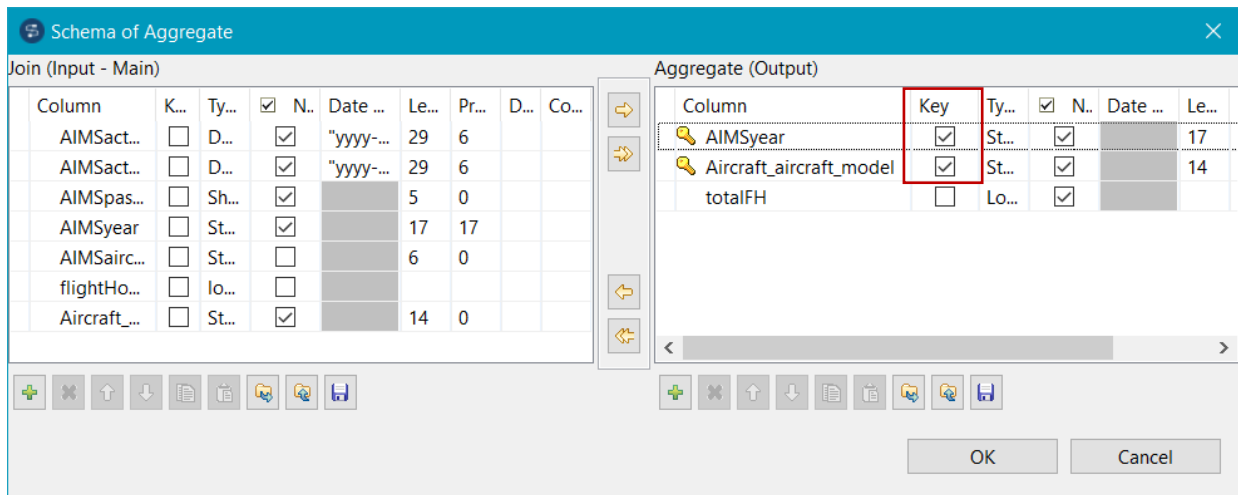 Schema of Aggregate
Join (Input - Main)
Column K... Ty... N.. Date ... Le... Pr... D... Co...
AIMSact... D... "yyyy-... 29 6
AIMSact... D... "yyyy-... 29 6
AIMSpas... Sh... 5 0
AIMSyear St... 17 17
AIMSairc... St... 6 0
flightHo... lo...
Aircraft_... St... 14 0
Aggregate (Output)
Column Key Ty... N.. Date ... Le...
AIMSyear St... 17
Aircraft_aircraft_model St... 14
totalFH Lo...
OK Cancel